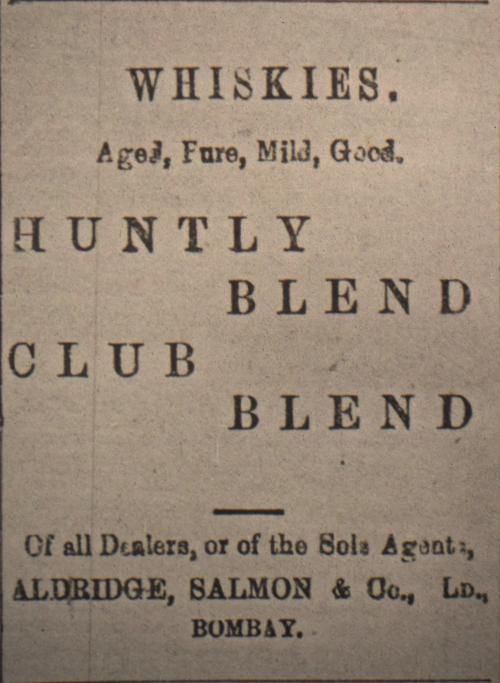 WHISKIES.
Aged, Pure, Mild, Good.
HUNTLY
BLEND
CLUB
BLEND
Of all Dealers, or of the Sole Agents,
ALDRIDGE, SALMON & Co., LD.,
BOMBAY.